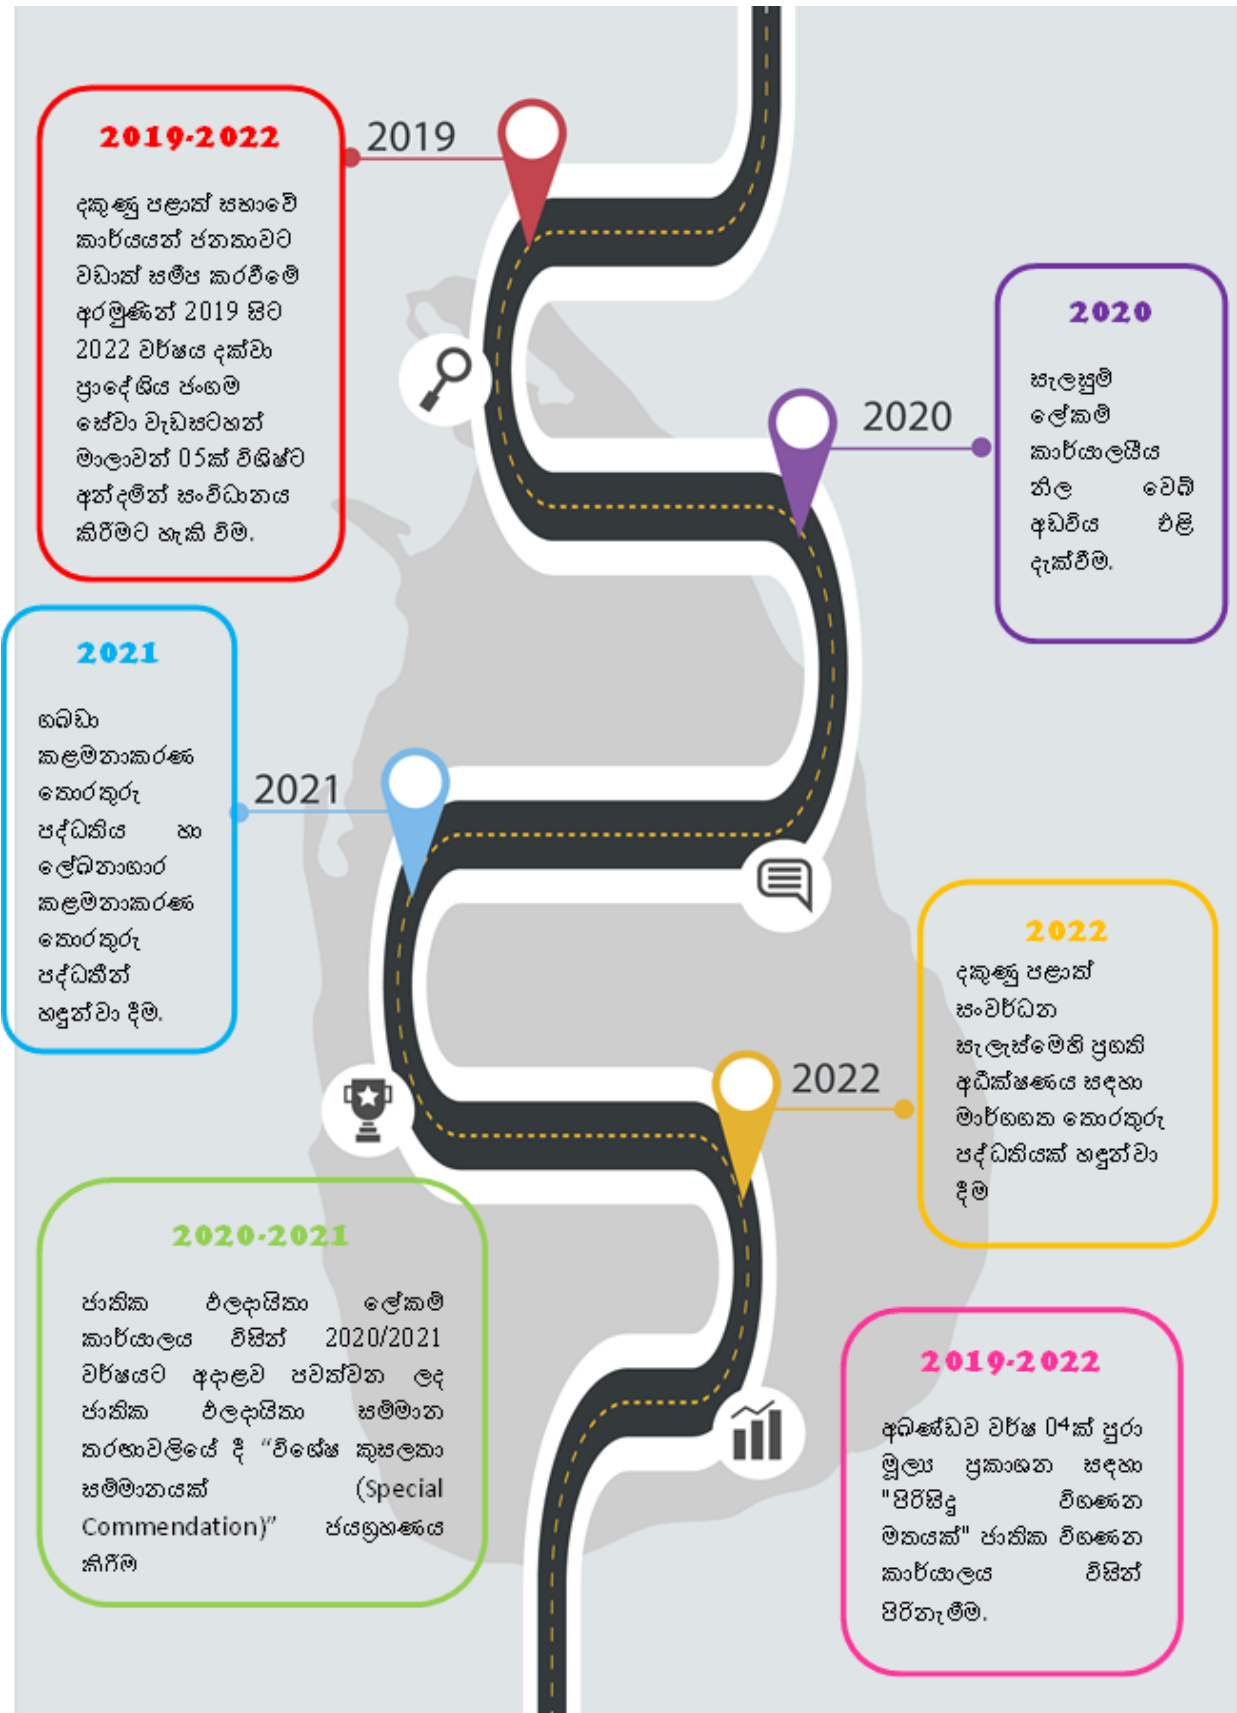 2019-2022
දකුණු පළාත් සභාවේ
කාර්යයන් ජනතාවට
වඩාත් සමීප කරවීමේ
අරමුණින් 2019 සිට
2022 වර්ෂය දක්වා
ප්‍රාදේශිය ජංගම
සේවා වැඩසටහන්
මාලාවන් 05ක් විශිෂ්ට
අන්දමින් සංවිධානය
කිරීමට හැකි වීම.
2019
2020
සැලසුම්
ලේකම්
කාර්යාලයීය
නිල වෙබ්
අඩවිය එළි
දැක්වීම.
2020
2021
ගබඩා
කළමනාකරණ
තොරතුරු
පද්ධතිය හා
ලේඛනාගාර
කළමනාකරණ
තොරතුරු
පද්ධතීන්
හඳුන්වා දීම.
2021
2022
දකුණු පළාත්
සංවර්ධන
සැලැස්මෙහි ප්‍රගති
අධීක්ෂණය සඳහා
මාර්ගගත තොරතුරු
පද්ධතියක් හඳුන්වා
දීම
2022
2020-2021
ජාතික ඵලදායිතා ලේකම්
කාර්යාලය විසින් 2020/2021
වර්ෂයට අදාළව පවත්වන ලද
ජාතික ඵලදායිතා සම්මාන
තරඟාවලියේ දී “විශේෂ කුසලතා
සම්මානයක් (Special
Commendation)” ජයග්‍රහණය
කිරීම
2019-2022
අඛණ්ඩව වර්ෂ 04ක් පුරා
මූල්‍ය ප්‍රකාශන සඳහා
"පිරිසිදු විගණන
මතයක්" ජාතික විගණන
කාර්යාලය විසින්
පිරිනැමීම.